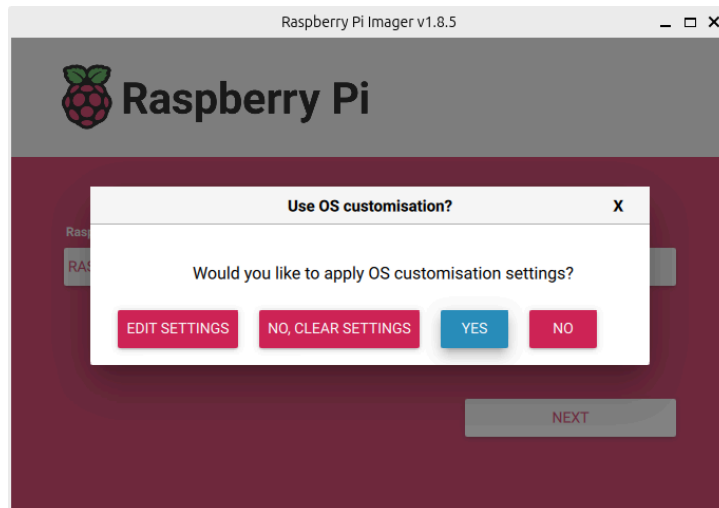 Raspberry Pi Imager v1.8.5
Raspberry Pi
Use OS customisation?
X
Would you like to apply OS customisation settings?
EDIT SETTINGS
NO, CLEAR SETTINGS
YES
NO
NEXT